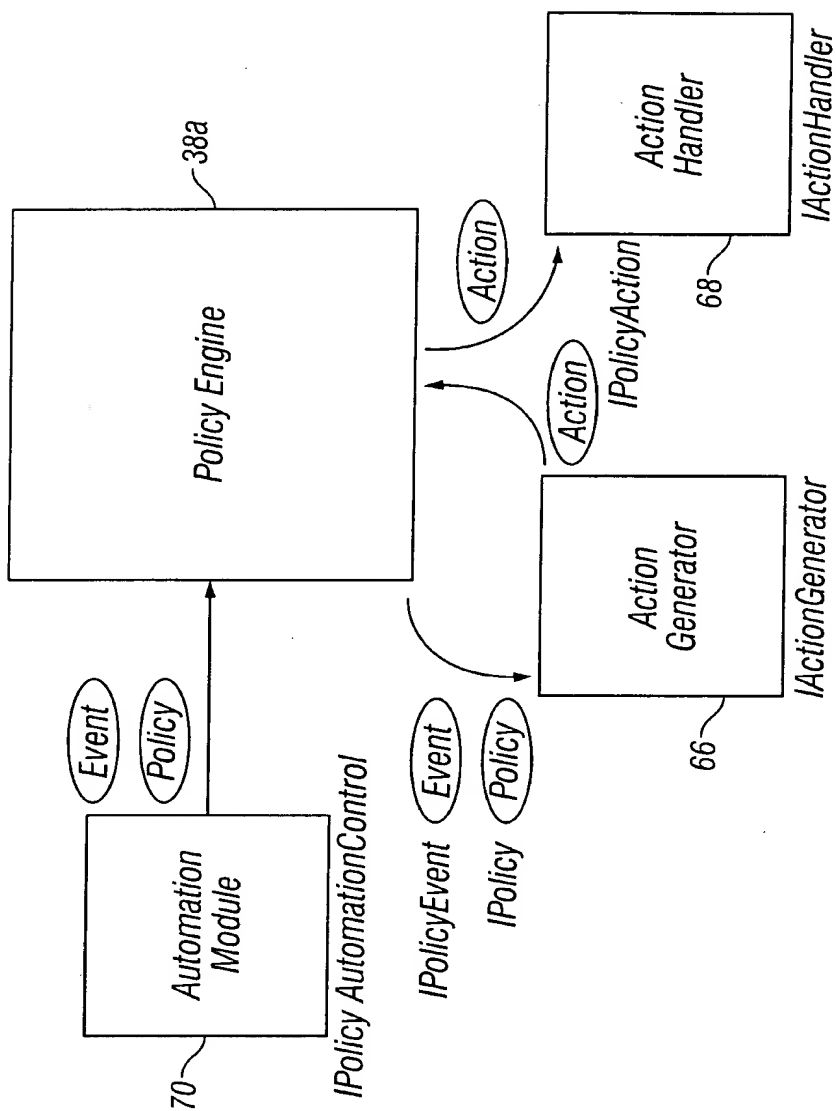 38a
Policy Engine
Event
Policy
Automation
Module
70
IPolicy AutomationControl
Action
Action
IPolicyAction
Action
Handler
68
IActionHandler
IPolicyEvent Event
IPolicy Policy
Action
Generator
66
IActionGenerator